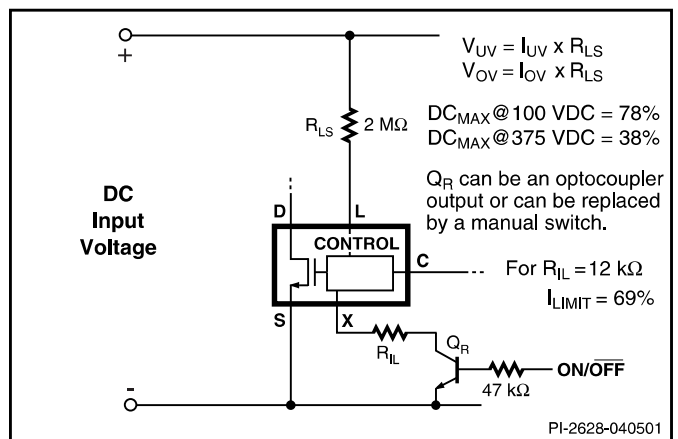 +
V_UV = I_UV x R_LS
V_OV = I_OV x R_LS
R_LS 2 MΩ
DC_MAX@100 VDC = 78%
DC_MAX@375 VDC = 38%
Q_R can be an optocoupler
output or can be replaced
by a manual switch.
DC
Input
Voltage
D L
CONTROL
C
For R_IL = 12 kΩ
I_LIMIT = 69%
S X
R_IL
Q_R
47 kΩ
ON/OFF
-
PI-2628-040501